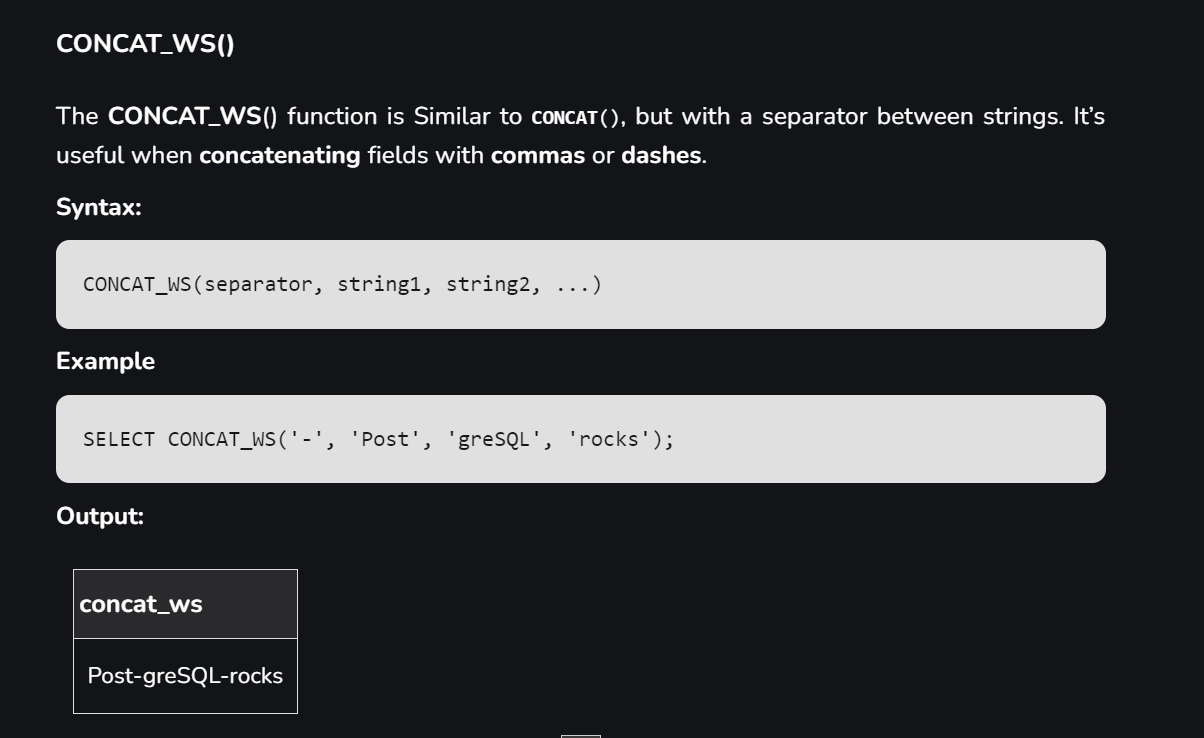 CONCAT_WS()
The CONCAT_WS() function is Similar to CONCAT(), but with a separator between strings. It’s
useful when concatenating fields with commas or dashes.
Syntax:
CONCAT_WS(separator, string1, string2, ...)
Example
SELECT CONCAT_WS('-', 'Post', 'greSQL', 'rocks');
Output:
concat_ws
Post-greSQL-rocks